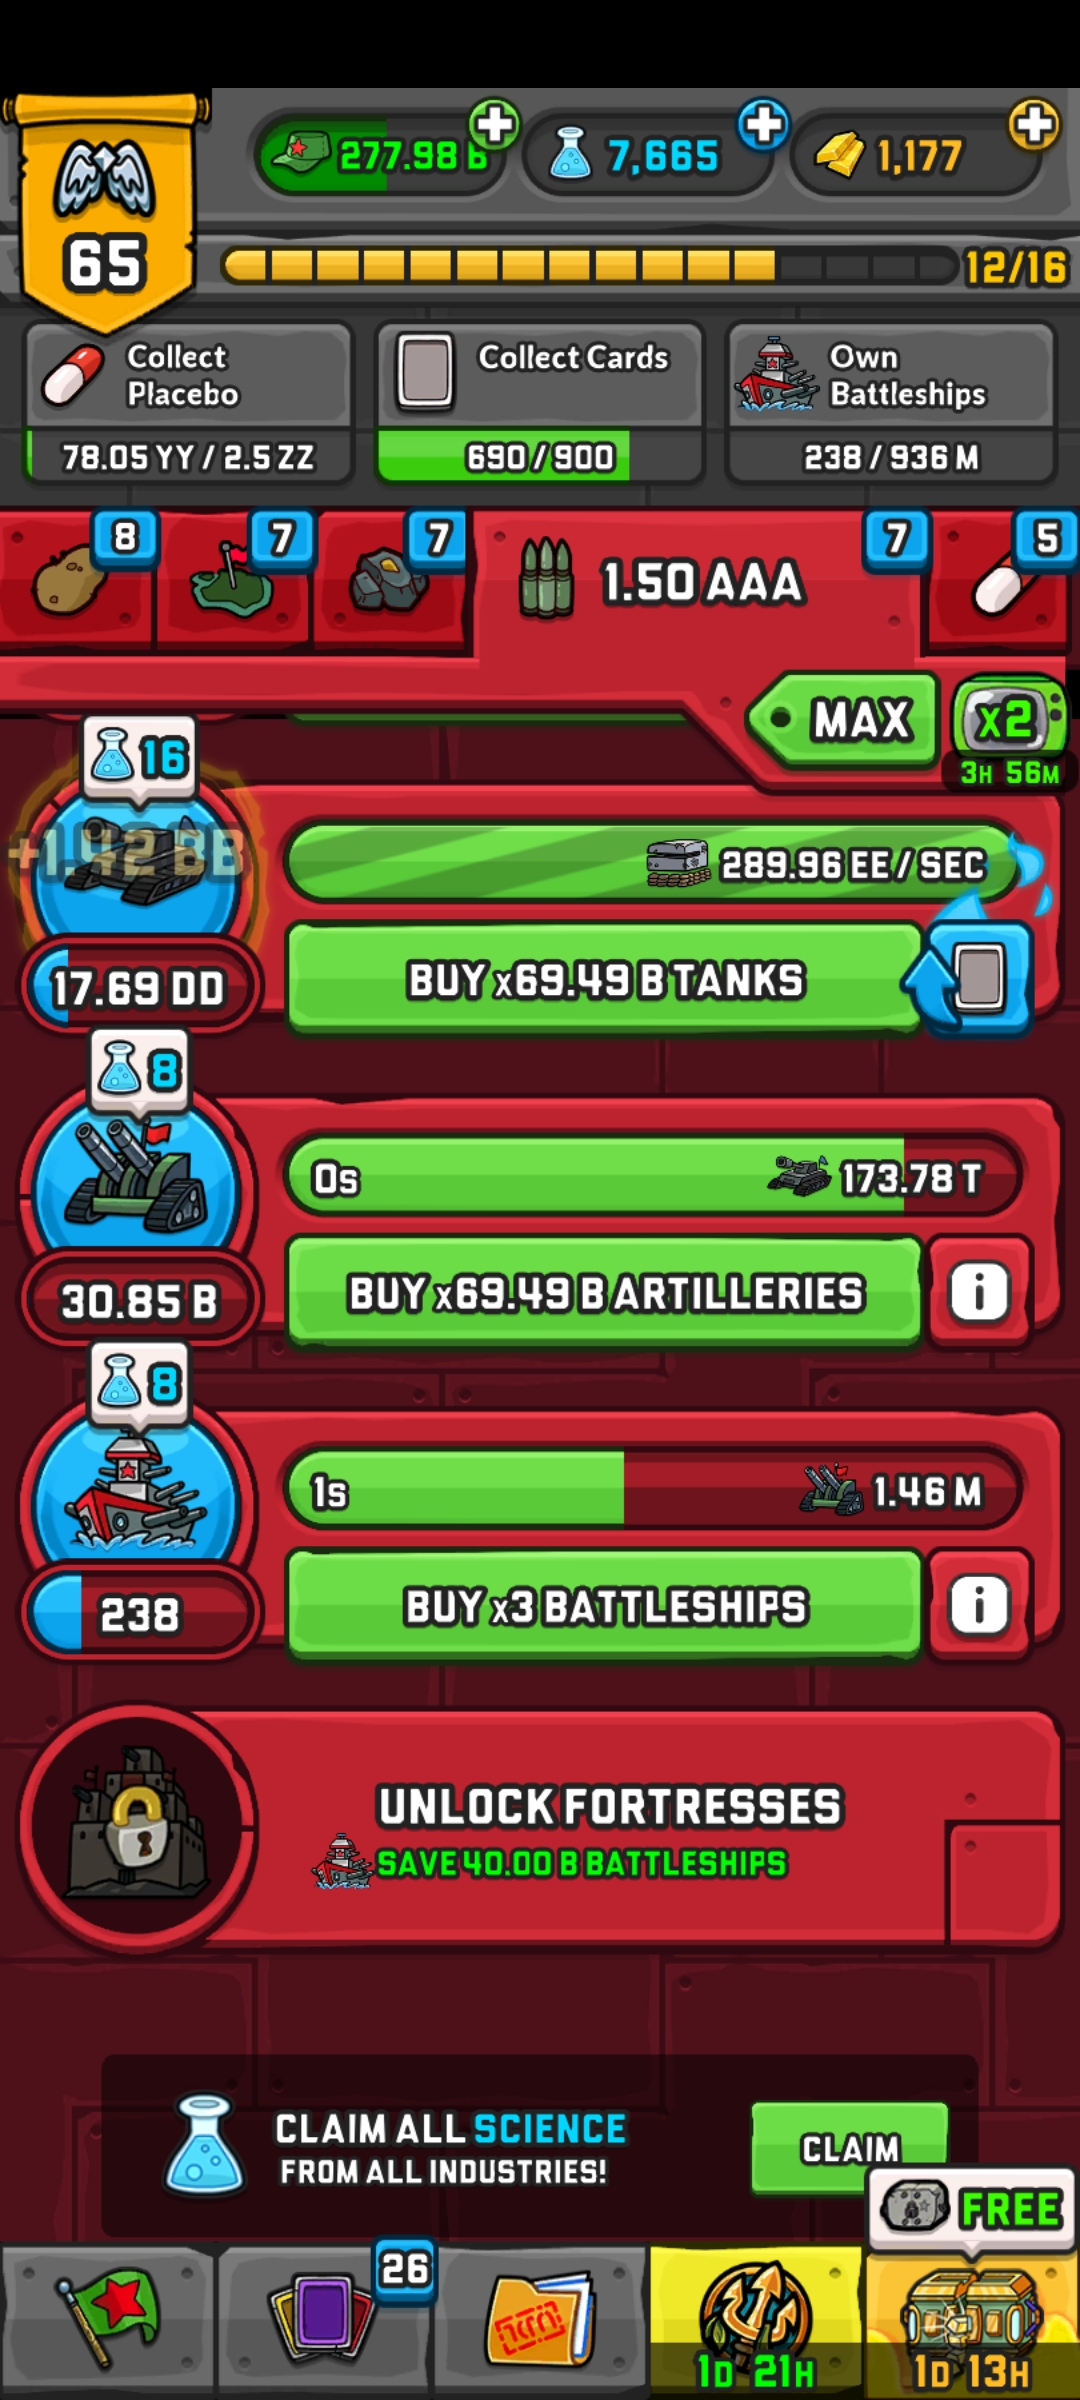 65
277.98 B
7,665
1,177
12/16
Collect
Placebo
78.05 YY / 2.5 ZZ
Collect Cards
690 / 900
Own
Battleships
238 / 936 M
8
7
7
1.50 AAA
7
5
MAX
x2
3H 56M
16
+1.42 BB
289.96 EE / SEC
17.69 DD
BUY x69.49 B TANKS
8
0s
173.78 T
30.85 B
BUY x69.49 B ARTILLERIES
i
8
1s
1.46 M
238
BUY x3 BATTLESHIPS
i
UNLOCK FORTRESSES
SAVE 40.00 B BATTLESHIPS
CLAIM ALL SCIENCE
FROM ALL INDUSTRIES!
CLAIM
FREE
26
1D 21H
1D 13H